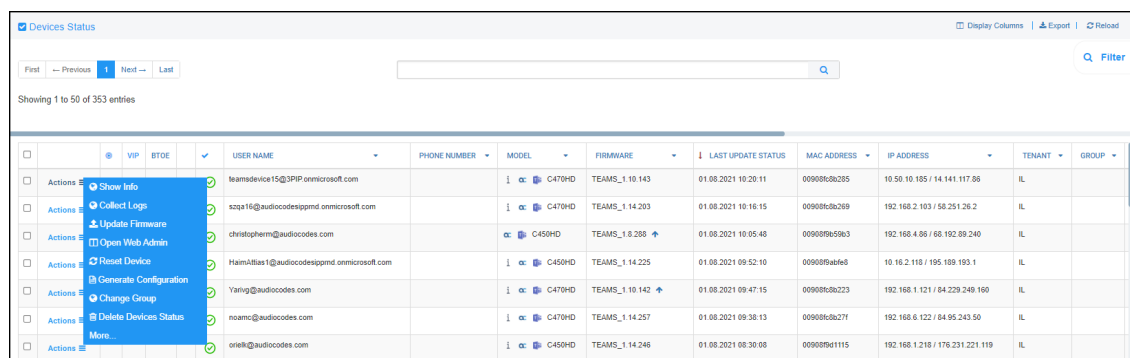 Devices Status
Display Columns | Export | Reload
Filter
First ← Previous 1 Next → Last
Showing 1 to 50 of 353 entries
VIP BTOE USER NAME PHONE NUMBER MODEL FIRMWARE LAST UPDATE STATUS MAC ADDRESS IP ADDRESS TENANT GROUP
Actions teamsdevice15@3PIP.onmicrosoft.com C470HD TEAMS_1.10.143 01.08.2021 10:20:11 00908fc8b285 10.50.10.185 / 14.141.117.86 IL
Actions szqa16@audiocodesipprnd.onmicrosoft.com C470HD TEAMS_1.14.203 01.08.2021 10:16:15 00908fc8b269 192.168.2.103 / 58.251.26.2 IL
Actions christopherm@audiocodes.com C450HD TEAMS_1.8.288 01.08.2021 10:05:48 00908f9b59b3 192.168.4.86 / 68.192.89.240 IL
Actions HaimAttias1@audiocodesipprnd.onmicrosoft.com C450HD TEAMS_1.14.225 01.08.2021 09:52:10 00908f9abfe8 10.16.2.118 / 195.189.193.1 IL
Actions Yarivg@audiocodes.com C470HD TEAMS_1.10.142 01.08.2021 09:47:15 00908fc8b223 192.168.1.121 / 84.229.249.160 IL
Actions noamc@audiocodes.com C470HD TEAMS_1.14.257 01.08.2021 09:38:13 00908fc8b27f 192.168.6.122 / 84.95.243.50 IL
Actions orielk@audiocodes.com C450HD TEAMS_1.14.246 01.08.2021 08:30:08 00908f9d1115 192.168.1.218 / 176.231.221.119 IL
Show Info
Collect Logs
Update Firmware
Open Web Admin
Reset Device
Generate Configuration
Change Group
Delete Devices Status
More...